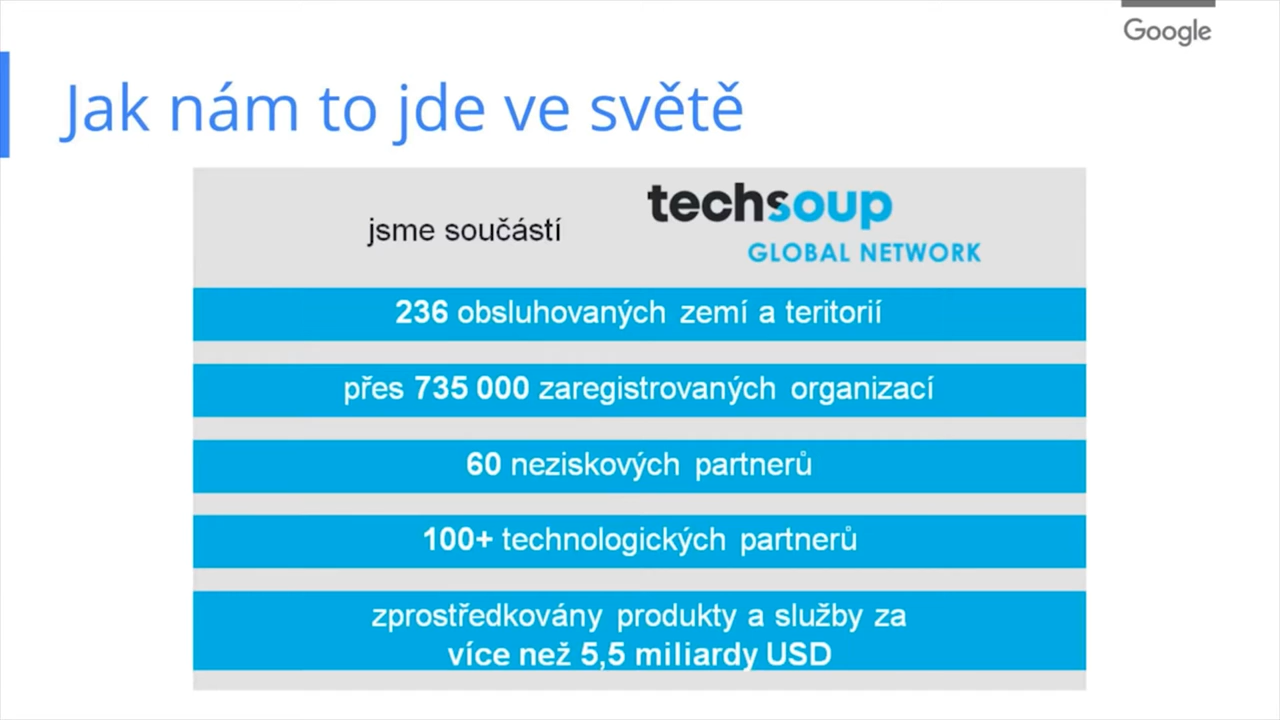 Google
Jak nám to jde ve světě
jsme součástí
techsoup
GLOBAL NETWORK
236 obsluhovaných zemí a teritorií
přes 735 000 zaregistrovaných organizací
60 neziskových partnerů
100+ technologických partnerů
zprostředkovány produkty a služby za
více než 5,5 miliardy USD